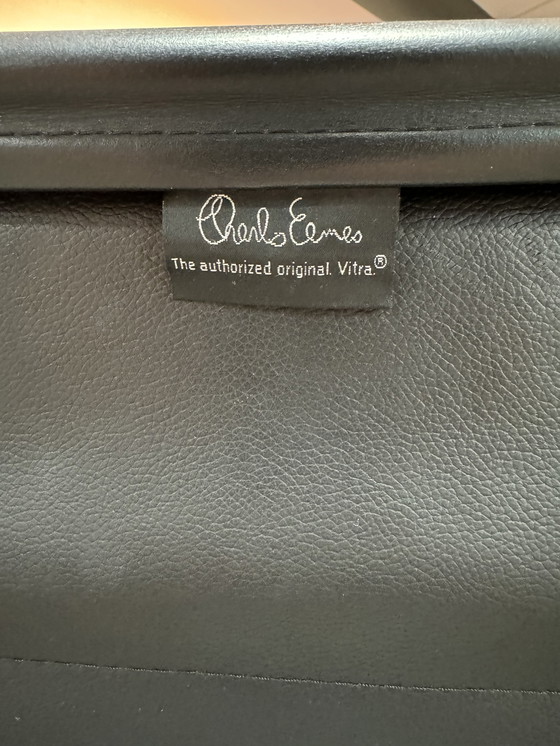 Charles Eames
The authorized original. Vitra.®